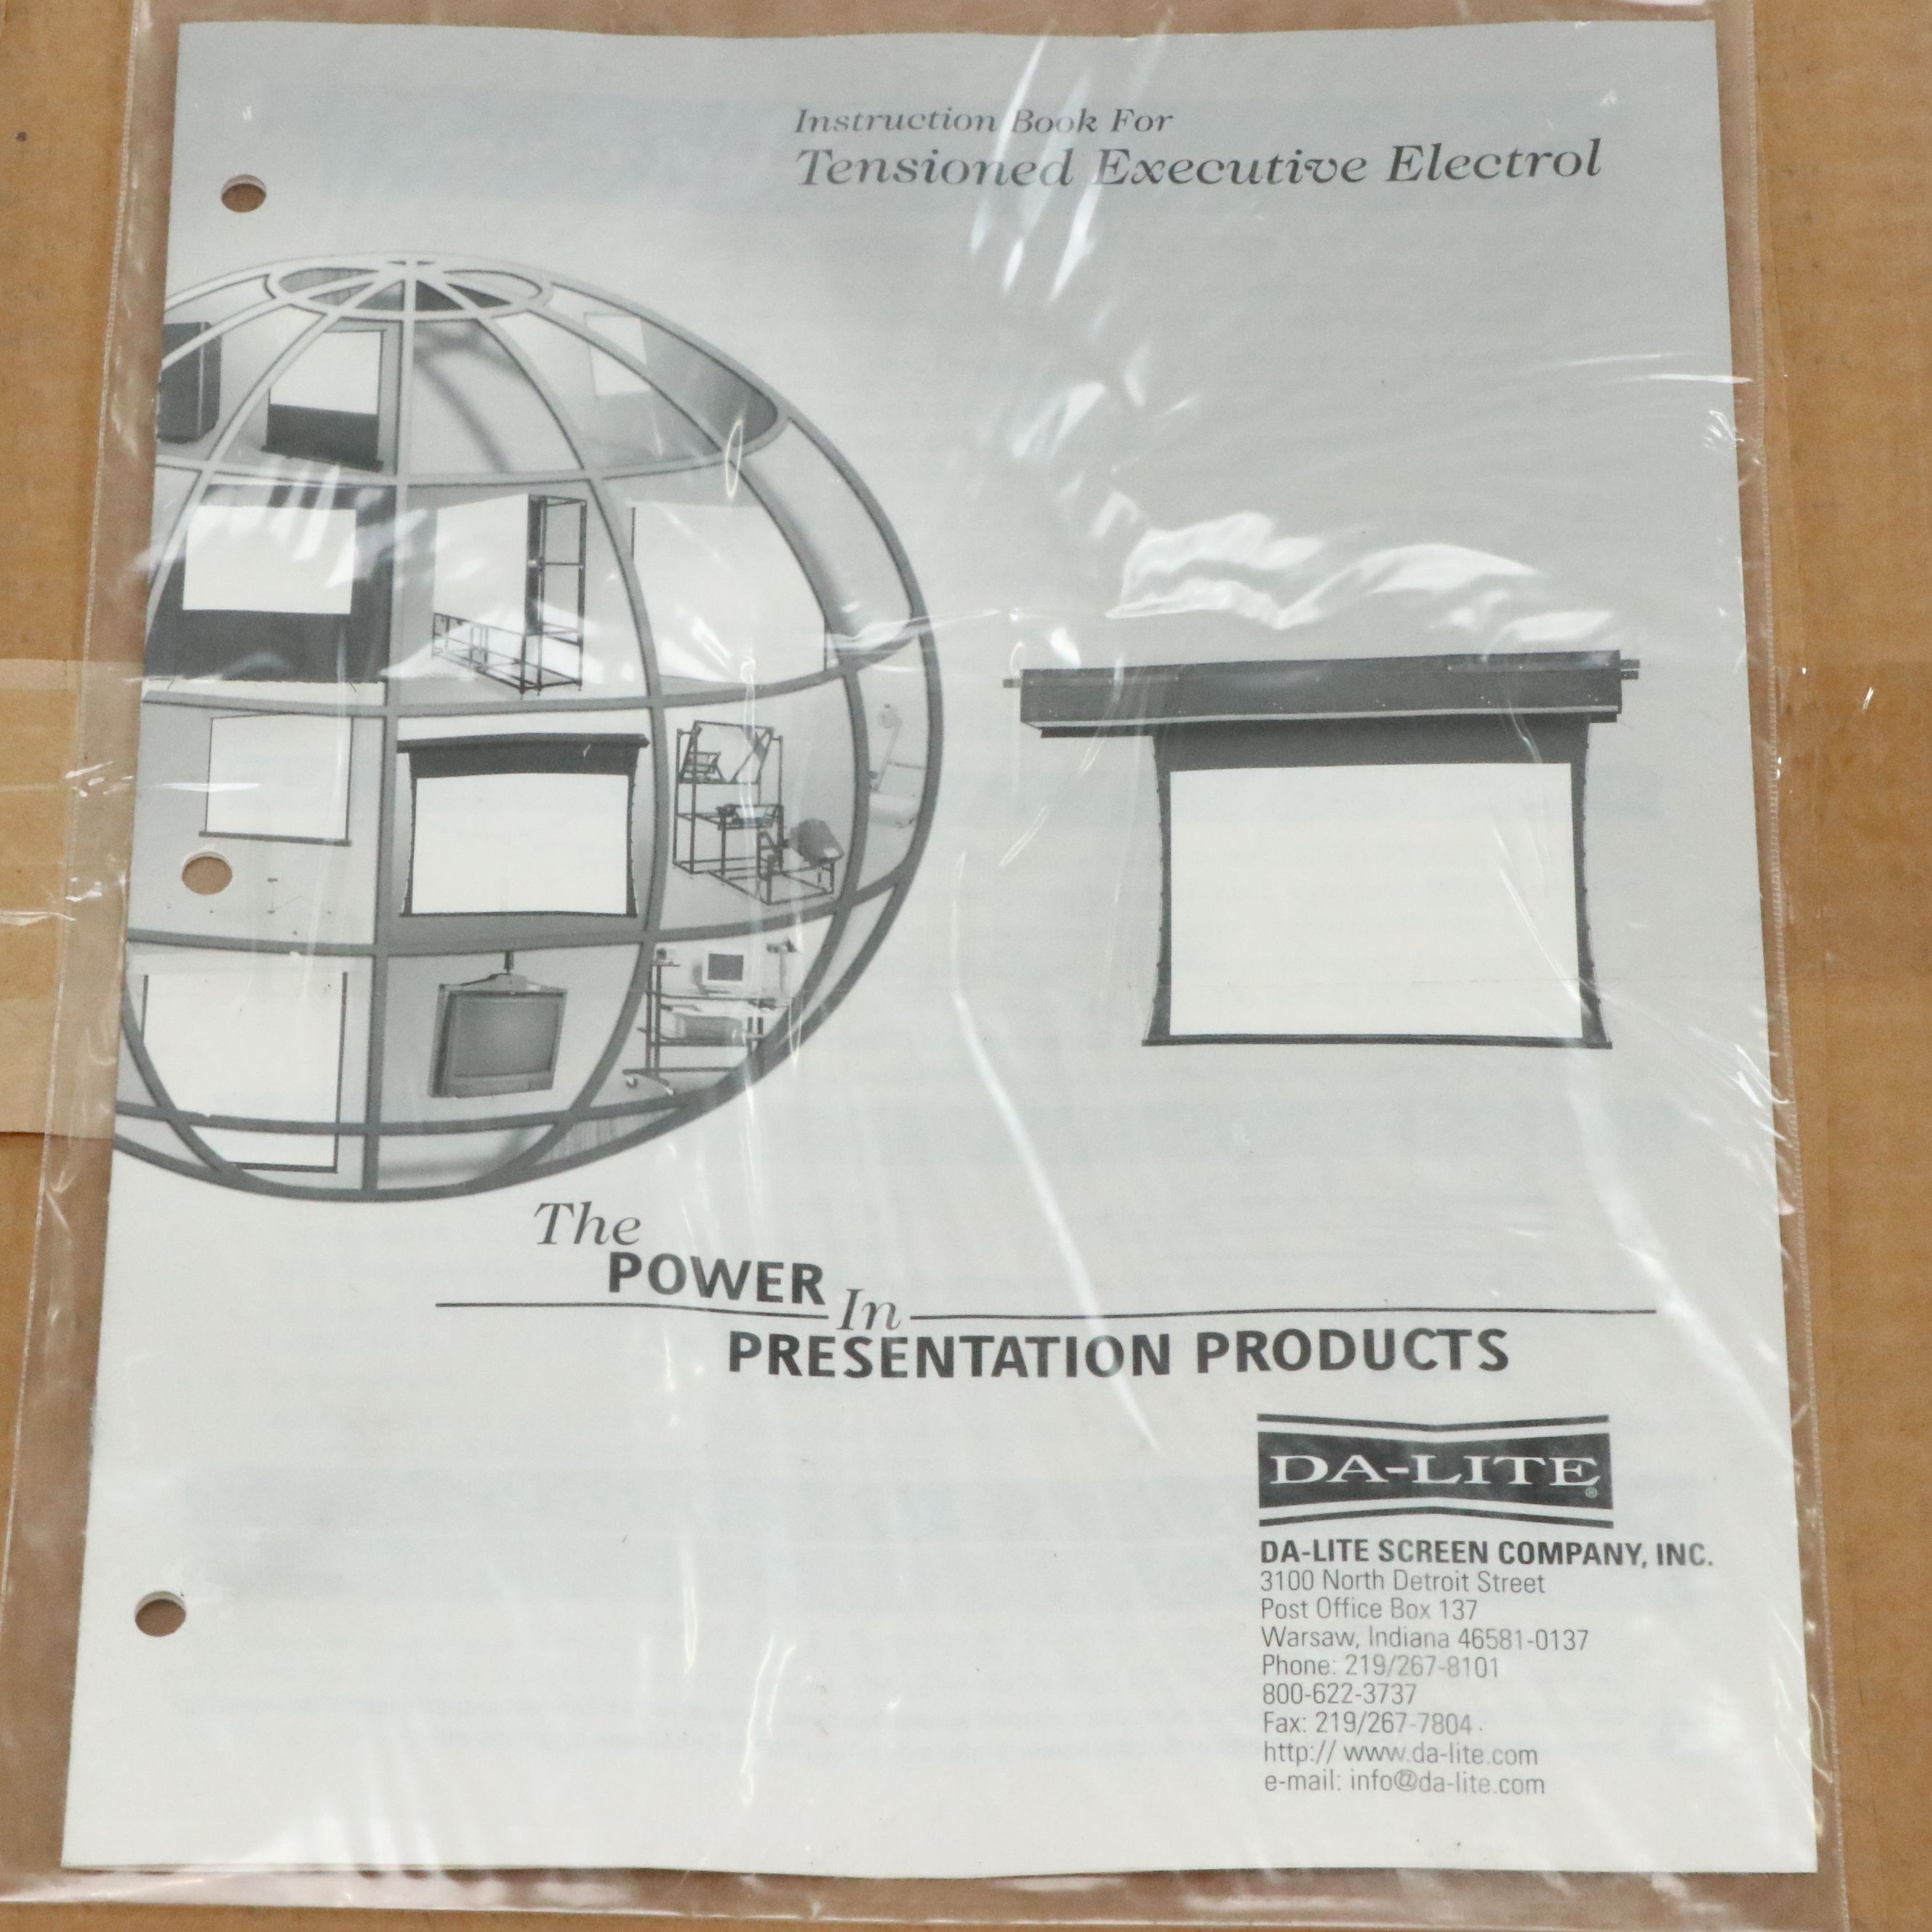 Instruction Book For
Tensioned Executive Electrol
The
POWER
In
PRESENTATION PRODUCTS
DA-LITE®
DA-LITE SCREEN COMPANY, INC.
3100 North Detroit Street
Post Office Box 137
Warsaw, Indiana 46581-0137
Phone: 219/267-8101
800-622-3737
Fax: 219/267-7804
http:// www.da-lite.com
e-mail: info@da-lite.com